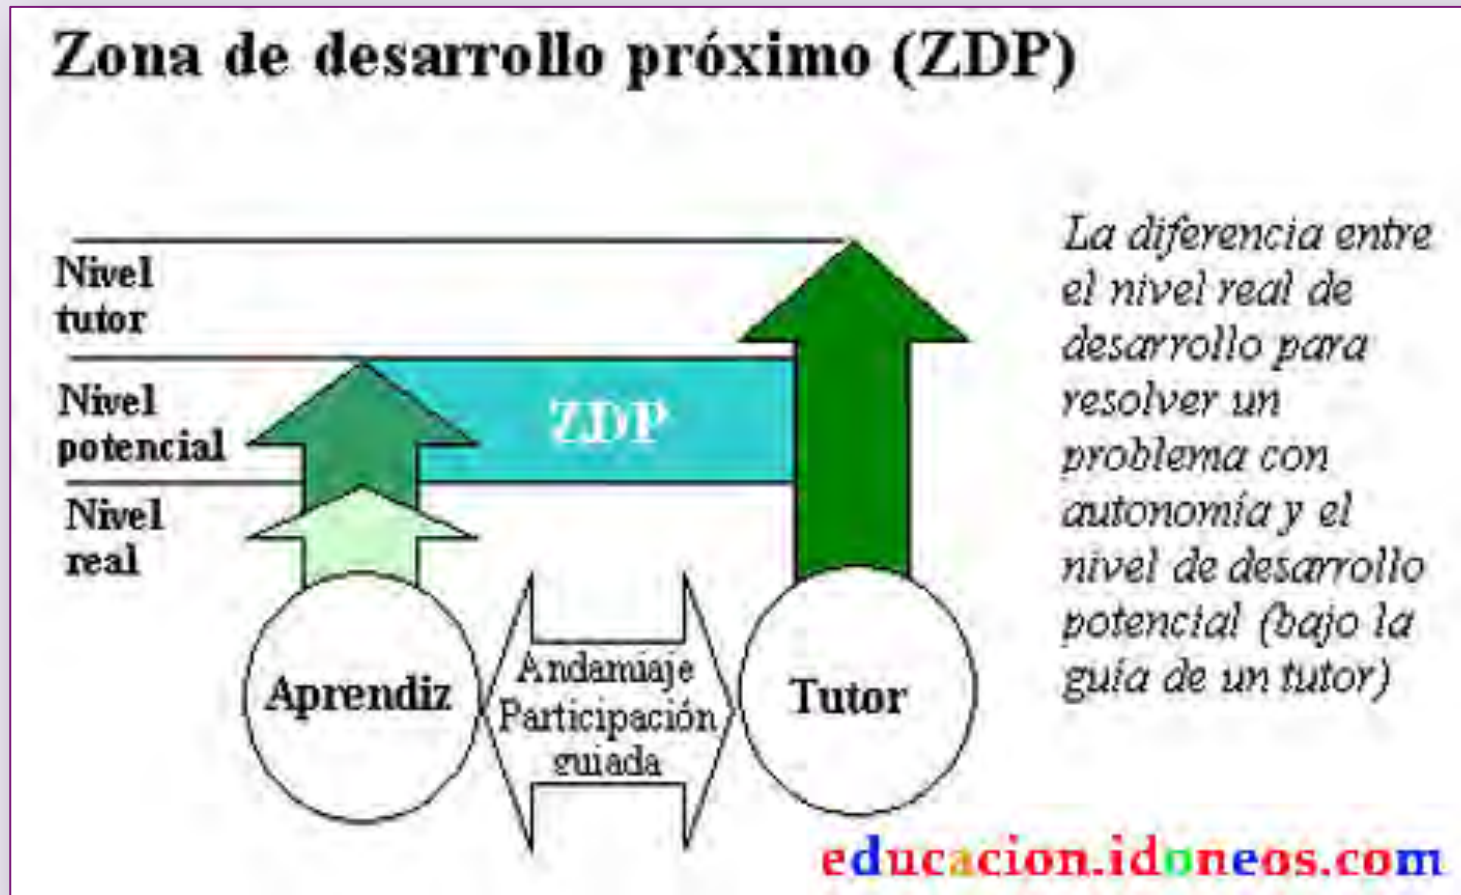 Zona de desarrollo próximo (ZDP)
Nivel
tutor
Nivel
potencial
Nivel
real
ZDP
Aprendiz
Andamiaje
Participación
guiada
Tutor
La diferencia entre
el nivel real de
desarrollo para
resolver un
problema con
autonomía y el
nivel de desarrollo
potencial (bajo la
guía de un tutor)
educacion.idoneos.com